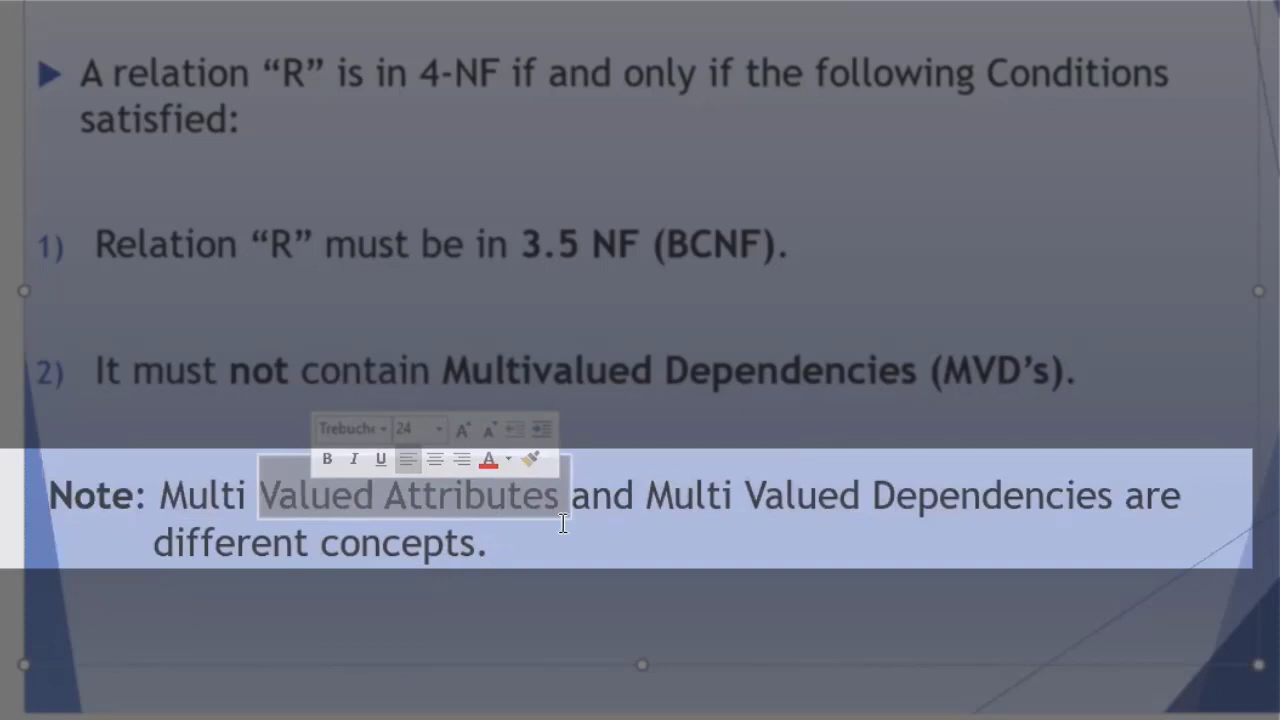 A relation “R” is in 4-NF if and only if the following Conditions
satisfied:
1) Relation “R” must be in 3.5 NF (BCNF).
2) It must not contain Multivalued Dependencies (MVD’s).
Trebuche 24 A A
B I U A
Note: Multi Valued Attributes and Multi Valued Dependencies are
different concepts.